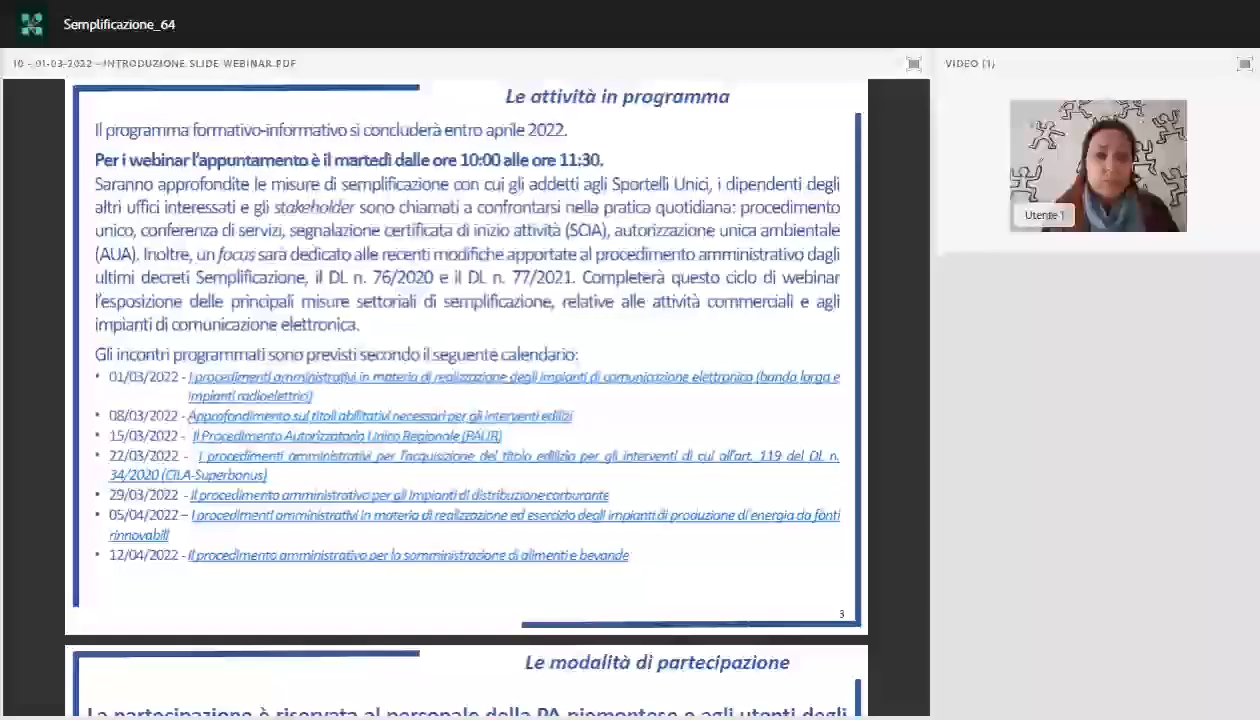 Semplificazione_64
10 - 01-03-2022 - INTRODUZIONE SLIDE WEBINAR.PDF
VIDEO (1)
Le attività in programma
Il programma formativo-informativo si concluderà entro aprile 2022.
Per i webinar l'appuntamento è il martedì dalle ore 10:00 alle ore 11:30.
Saranno approfondite le misure di semplificazione con cui gli addetti agli Sportelli Unici, i dipendenti degli
altri uffici interessati e gli stakeholder sono chiamati a confrontarsi nella pratica quotidiana: procedimento
unico, conferenza di servizi, segnalazione certificata di inizio attività (SCIA), autorizzazione unica ambientale
(AUA). Inoltre, un focus sarà dedicato alle recenti modifiche apportate al procedimento amministrativo dagli
ultimi decreti Semplificazione, il DL n. 76/2020 e il DL n. 77/2021. Completerà questo ciclo di webinar
l'esposizione delle principali misure settoriali di semplificazione, relative alle attività commerciali e agli
impianti di comunicazione elettronica.
Gli incontri programmati sono previsti secondo il seguente calendario:
• 01/03/2022 - I procedimenti amministrativi in materia di realizzazione degli impianti di comunicazione elettronica (banda larga e
impianti radioelettrici)
• 08/03/2022 - Approfondimento sui titoli abilitativi necessari per gli interventi edilizi
• 15/03/2022 - Il Procedimento Autorizzatorio Unico Regionale (PAUR)
• 22/03/2022 - I procedimenti amministrativi per l'acquisizione del titolo edilizio per gli interventi di cui all'art. 119 del DL n.
34/2020 (CILA-Superbonus)
• 29/03/2022 - Il procedimento amministrativo per gli Impianti di distribuzione carburante
• 05/04/2022 – I procedimenti amministrativi in materia di realizzazione ed esercizio degli impianti di produzione di energia da fonti
rinnovabili
• 12/04/2022 - Il procedimento amministrativo per la somministrazione di alimenti e bevande
3
Le modalità di partecipazione
La partecipazione è riservata al personale della PA piemontese e agli utenti degli
Utente 1